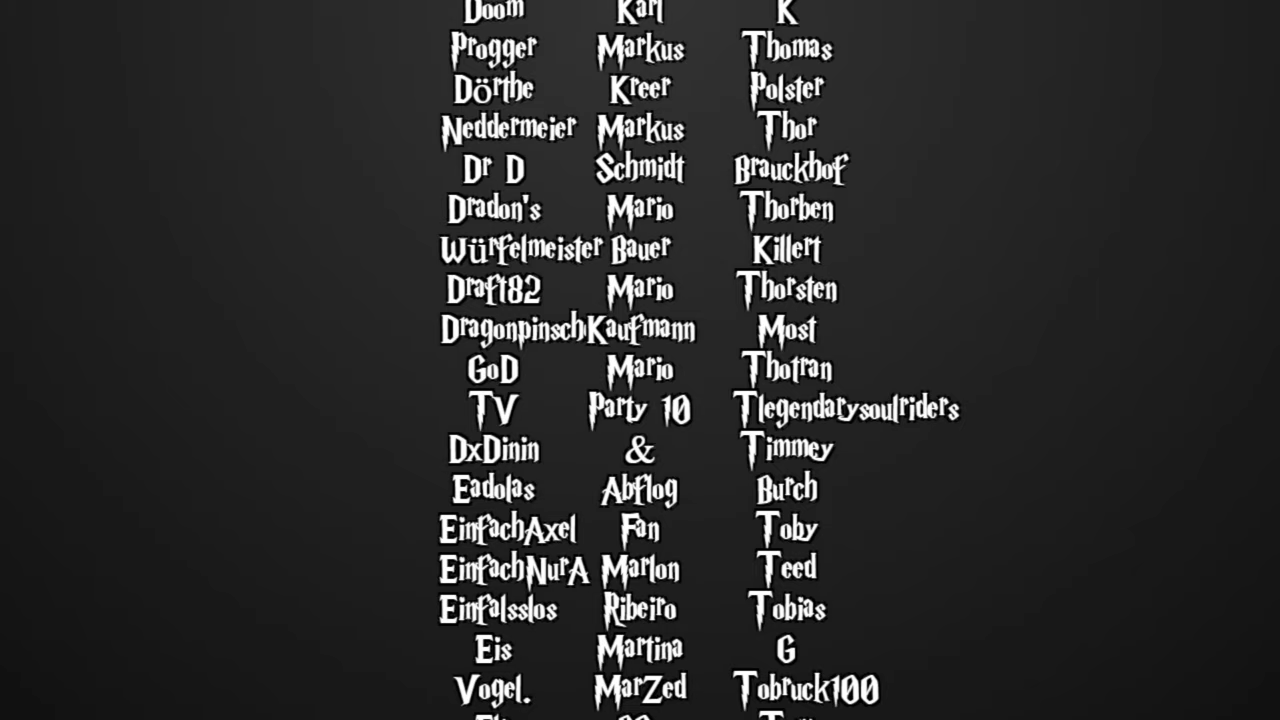 Doom Karl K
Progger Markus Thomas
Dörthe Kreer Polster
Neddermeier Markus Thor
Dr D Schmidt Brauckhof
Dradon's Mario Thorben
Würfelmeister Bauer Killert
Draft82 Mario Thorsten
Dragonpinsch Kaufmann Most
GoD Mario Thotran
TV Party 10 Tlegendarysoulriders
DxDinin & Timmey
Eadolas Abflog Burch
EinfachAxel Fan Toby
EinfachNurA Marlon Teed
Einfalsslos Ribeiro Tobias
Eis Martina G
Vogel. MarZed Tobruck100